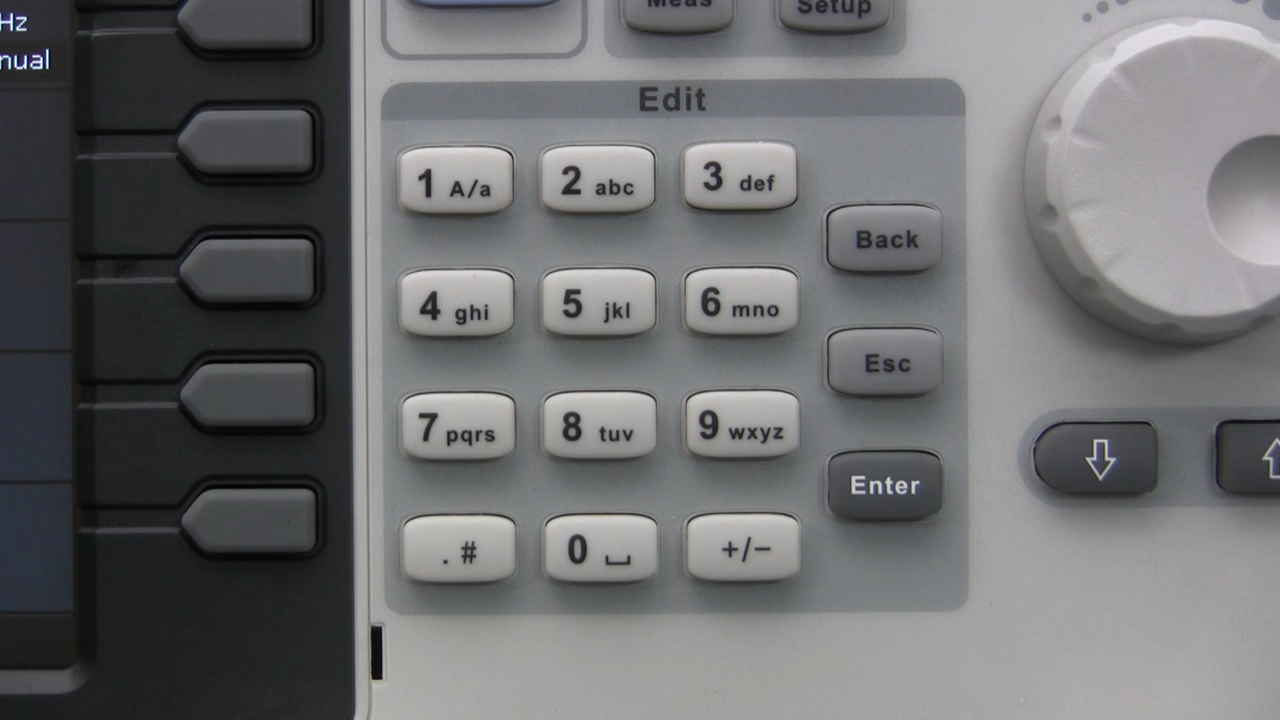 Hz
nual
Meas
Setup
Edit
1 A/a
2 abc
3 def
Back
4 ghi
5 jkl
6 mno
Esc
7 pqrs
8 tuv
9 wxyz
Enter
. #
0 ⎵
+/−